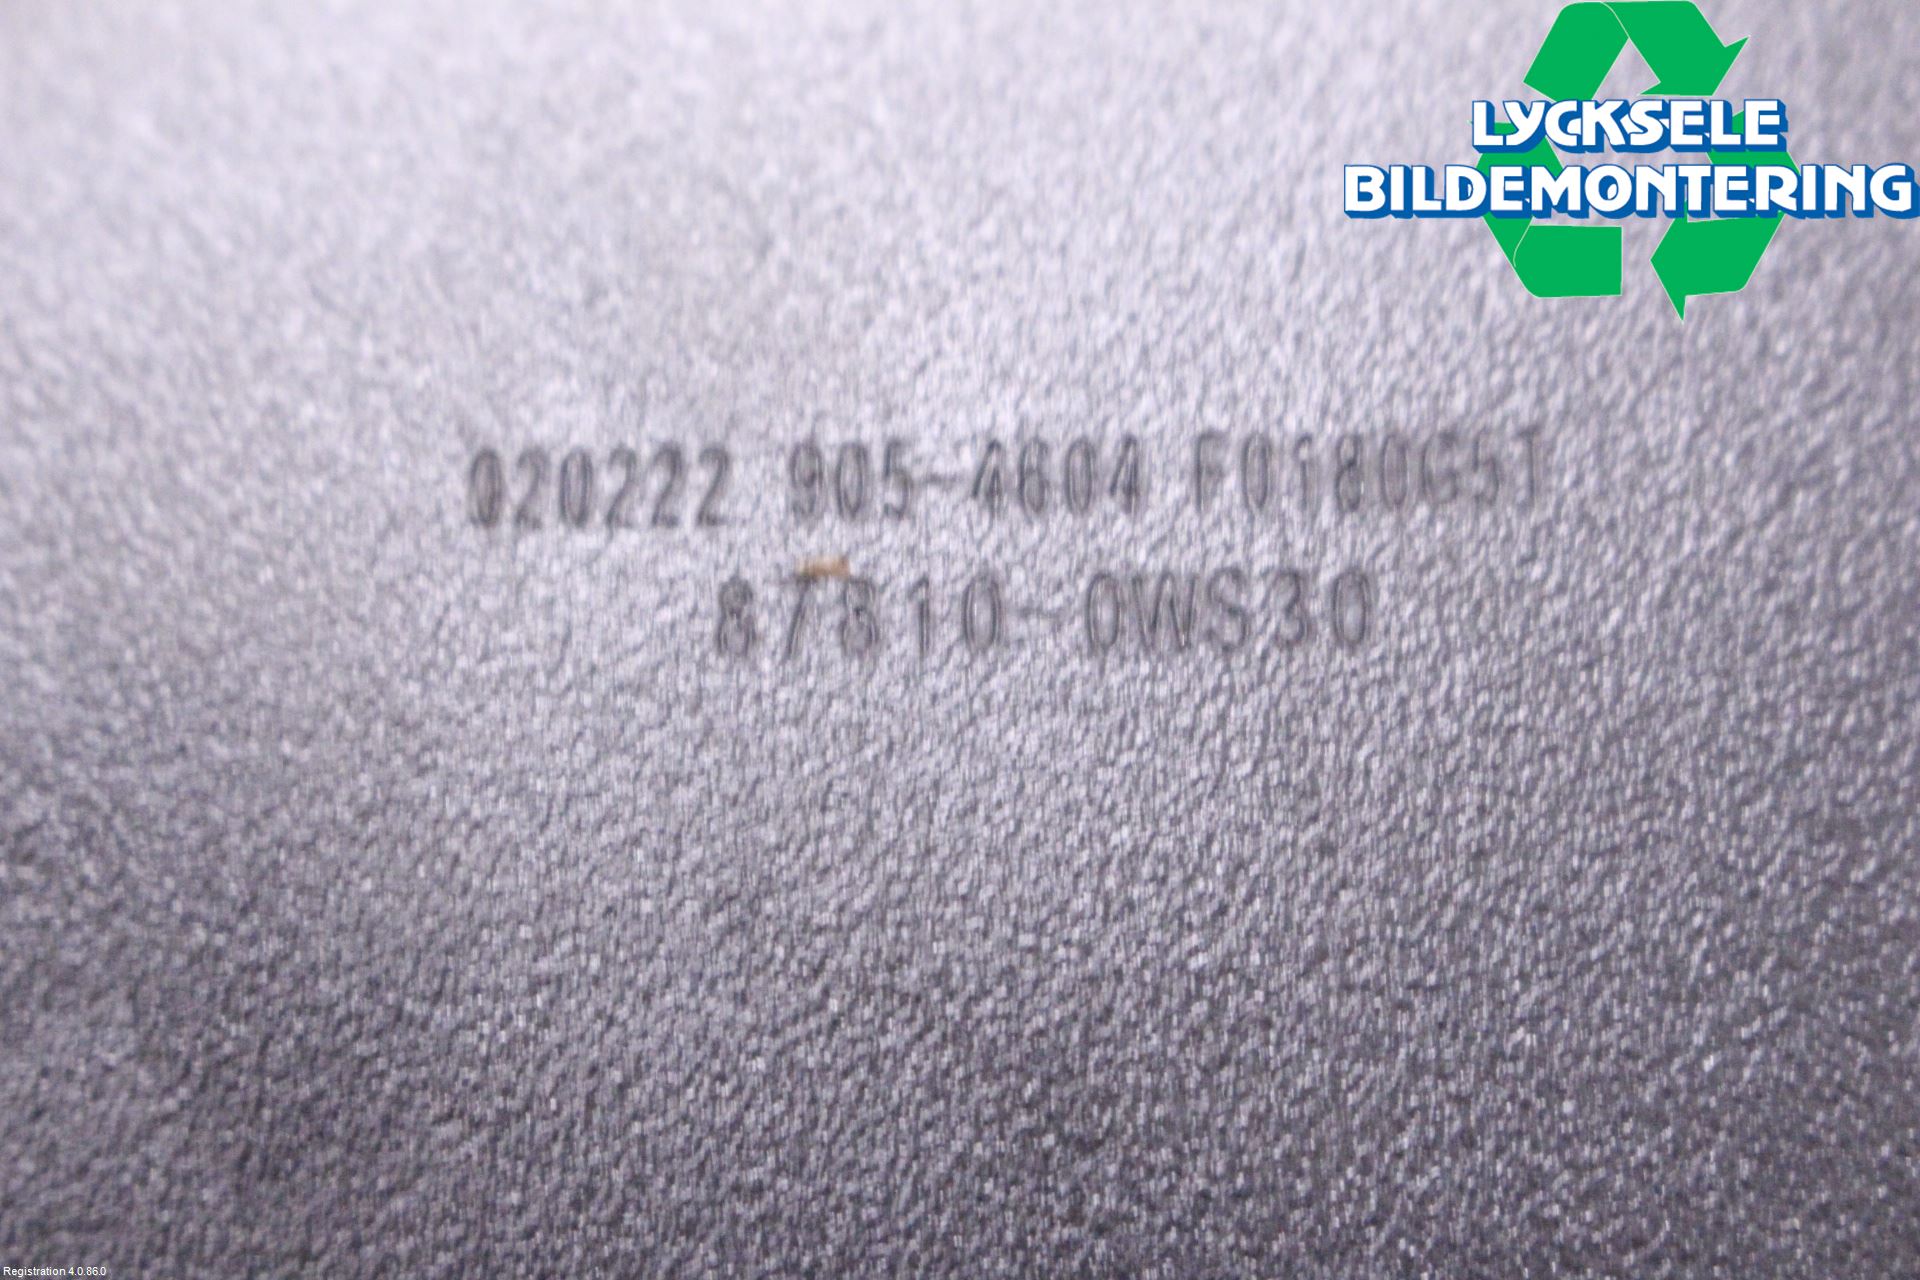 LYCKSELE
BILDEMONTERING
020222 905-4604 F0180G5T
87810-0WS30
Registration 4.0.86.0